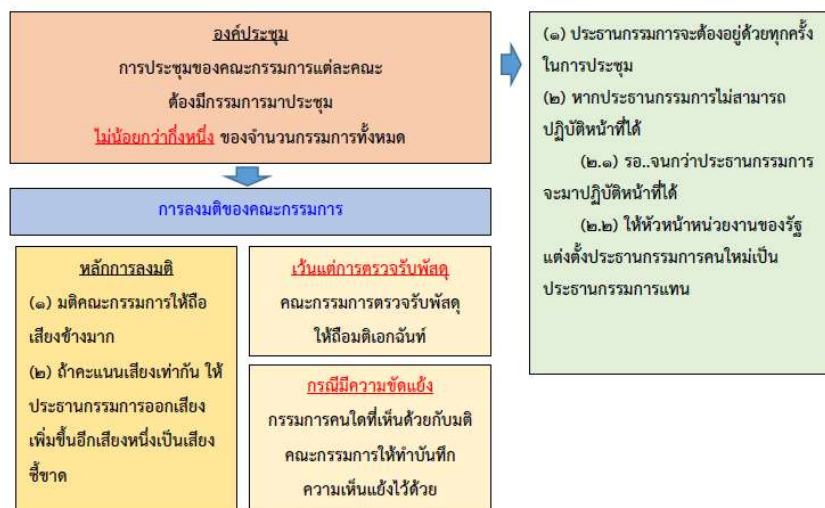 องค์ประชุม
การประชุมของคณะกรรมการแต่ละคณะ
ต้องมีกรรมการมาประชุม
ไม่น้อยกว่ากึ่งหนึ่ง ของจำนวนกรรมการทั้งหมด
(๑) ประธานกรรมการจะต้องอยู่ด้วยทุกครั้ง
ในการประชุม
(๒) หากประธานกรรมการไม่สามารถ
ปฏิบัติหน้าที่ได้
(๒.๑) รอ..จนกว่าประธานกรรมการ
จะมาปฏิบัติหน้าที่ได้
(๒.๒) ให้หัวหน้าหน่วยงานของรัฐ
แต่งตั้งประธานกรรมการคนใหม่เป็น
ประธานกรรมการแทน
การลงมติของคณะกรรมการ
หลักการลงมติ
(๑) มติคณะกรรมการให้ถือ
เสียงข้างมาก
(๒) ถ้าคะแนนเสียงเท่ากัน ให้
ประธานกรรมการออกเสียง
เพิ่มขึ้นอีกเสียงหนึ่งเป็นเสียง
ชี้ขาด
เว้นแต่การตรวจรับพัสดุ
คณะกรรมการตรวจรับพัสดุ
ให้ถือมติเอกฉันท์
กรณีมีความขัดแย้ง
กรรมการคนใดที่เห็นด้วยกับมติ
คณะกรรมการให้ทำบันทึก
ความเห็นแย้งไว้ด้วย